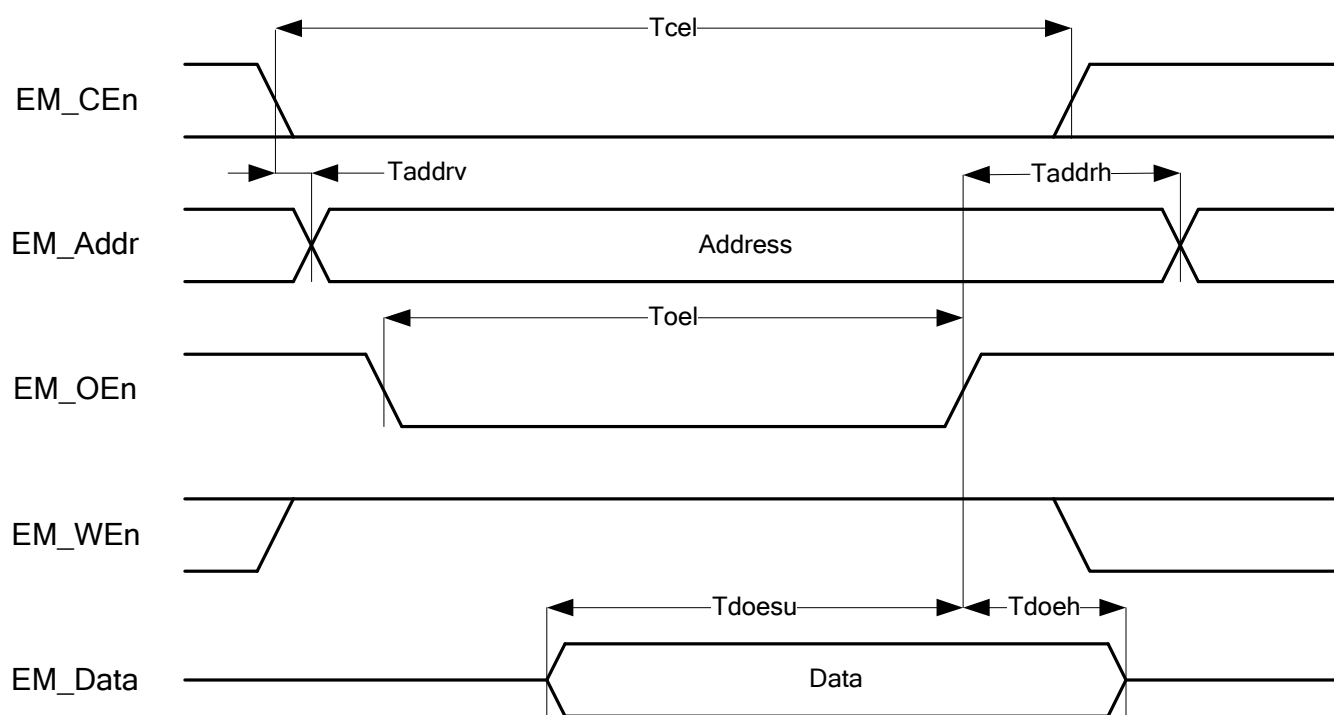 Tcel
EM_CEn
Taddrv
Taddrh
EM_Addr
Address
Toel
EM_OEn
EM_WEn
Tdoesu
Tdoeh
EM_Data
Data